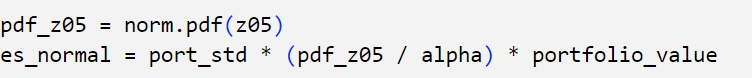 pdf_z05 = norm.pdf(z05)
es_normal = port_std * (pdf_z05 / alpha) * portfolio_value